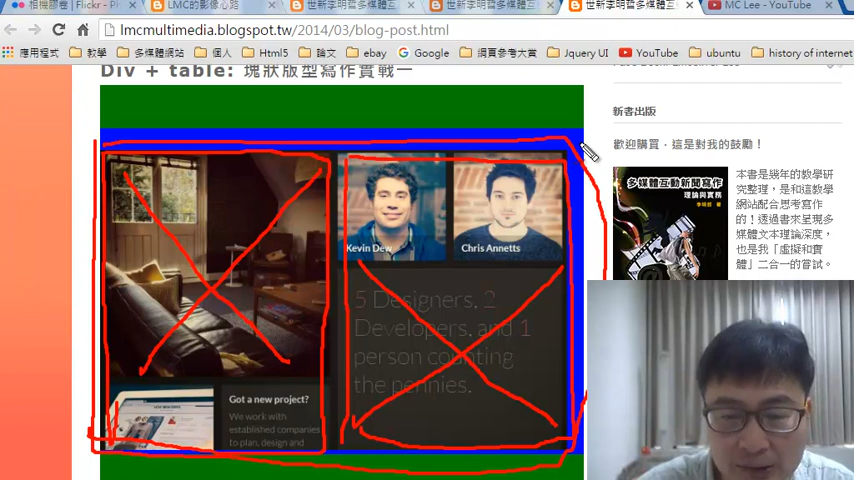 相機膠卷 | Flickr - P
LMC的影像心路
世新李明哲多媒體互
世新李明哲多媒體互
世新李明哲多媒體互
MC Lee - YouTube
lmcmultimedia.blogspot.tw/2014/03/blog-post.html
應用程式 教學 多媒體網站 個人 Html5 論文 ebay Google 網頁參考大賞 Jquery UI YouTube ubuntu history of internet
Div + table: 塊狀版型寫作實戰一
新書出版
歡迎購買，這是對我的鼓勵！
多媒體互動新聞寫作
理論與實務
李明哲 著
本書是幾年的教學研
究整理，是和這教學
網站配合思考寫作
的！透過書來呈現多
媒體文本理論深度，
也是我「虛擬和實
體」二合一的嘗試。
Kevin Dew
Chris Annetts
5 Designers, 2
Developers, and 1
person counting
the pennies.
Got a new project?
We work with
established companies
to plan, design and